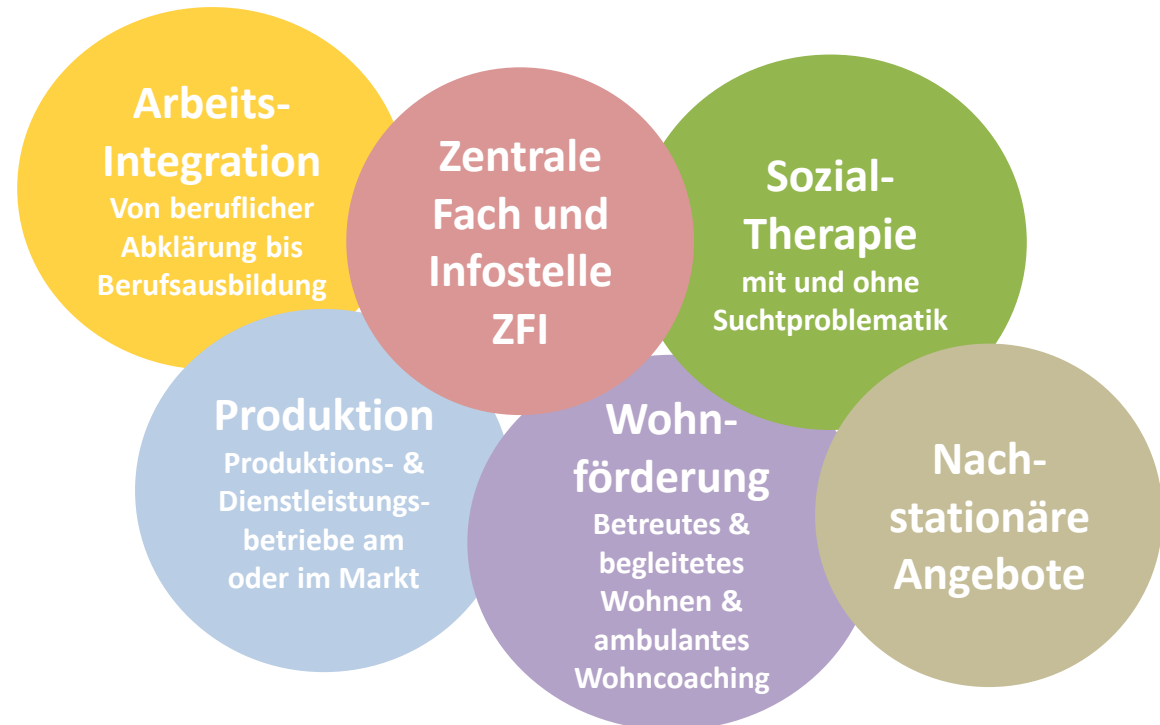 Arbeits-
Integration
Von beruflicher
Abklärung bis
Berufsausbildung
Zentrale
Fach und
Infostelle
ZFI
Sozial-
Therapie
mit und ohne
Suchtproblematik
Produktion
Produktions- &
Dienstleistungs-
betriebe am
oder im Markt
Wohn-
förderung
Betreutes &
begleitetes
Wohnen &
ambulantes
Wohncoaching
Nach-
stationäre
Angebote